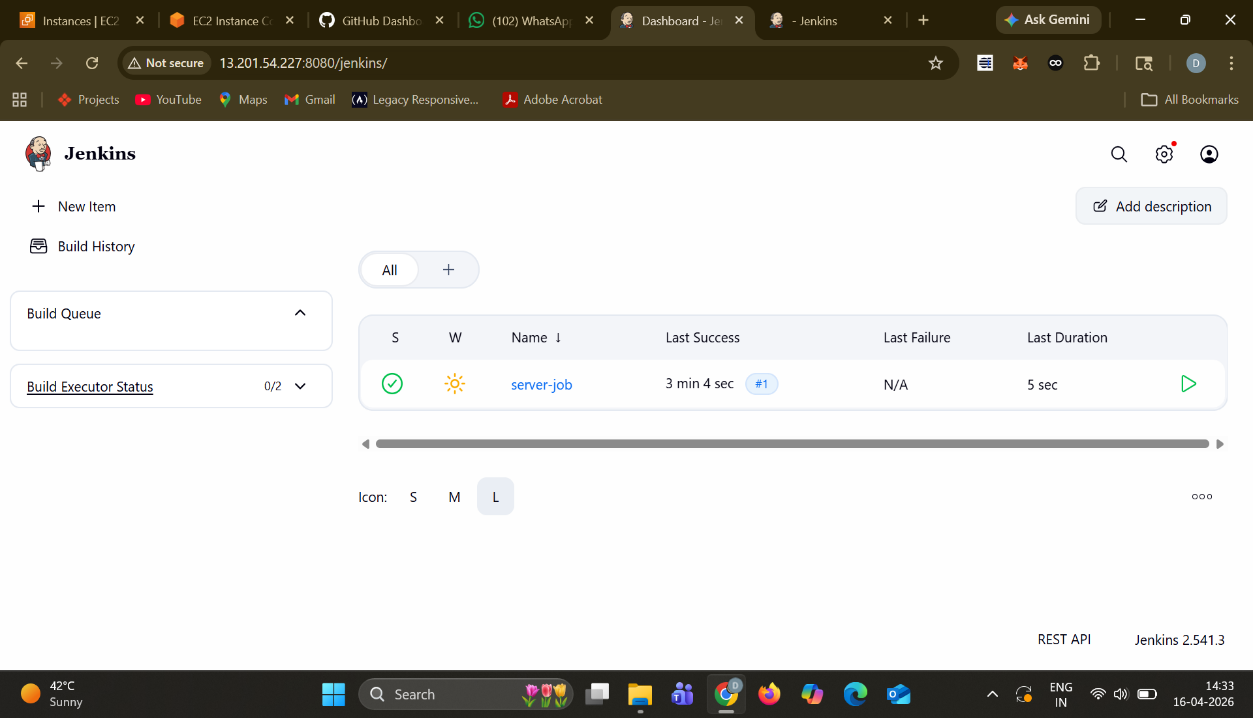 Instances | EC2
EC2 Instance Co
GitHub Dashbo
(102) WhatsApp
Dashboard - Je
- Jenkins
Ask Gemini
Not secure
13.201.54.227:8080/jenkins/
D
Projects
YouTube
Maps
Gmail
Legacy Responsive...
Adobe Acrobat
All Bookmarks
Jenkins
New Item
Add description
Build History
All
+
Build Queue
Build Executor Status
0/2
S
W
Name ↓
Last Success
Last Failure
Last Duration
server-job
3 min 4 sec
#1
N/A
5 sec
Icon:
S
M
L
REST API
Jenkins 2.541.3
42°C
Sunny
Search
D
ENG
IN
14:33
16-04-2026